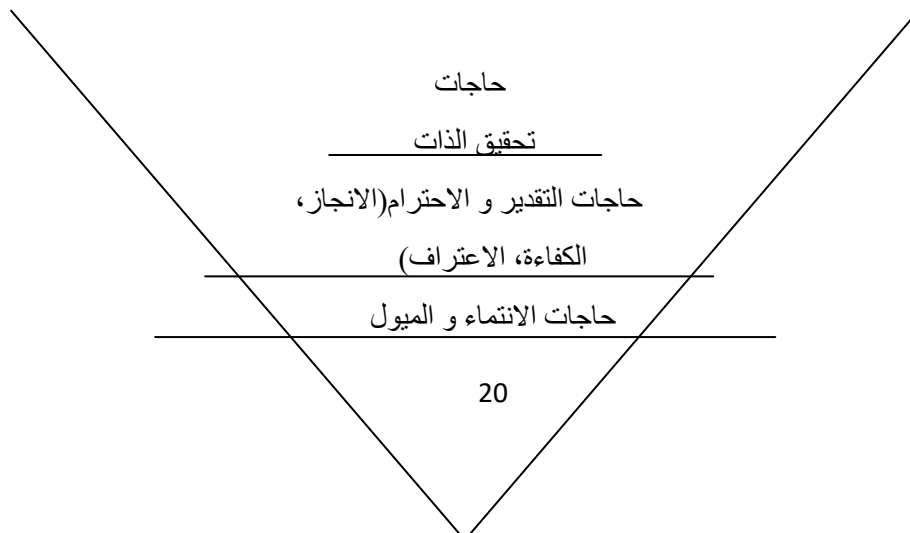 حاجات
تحقيق الذات
حاجات التقدير و الاحترام(الانجاز،
الكفاءة، الاعتراف)
حاجات الانتماء و الميول
20